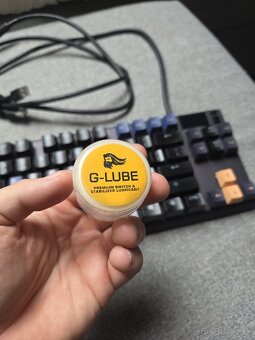 G-LUBE
PREMIUM SWITCH &
STABILIZER LUBRICANT